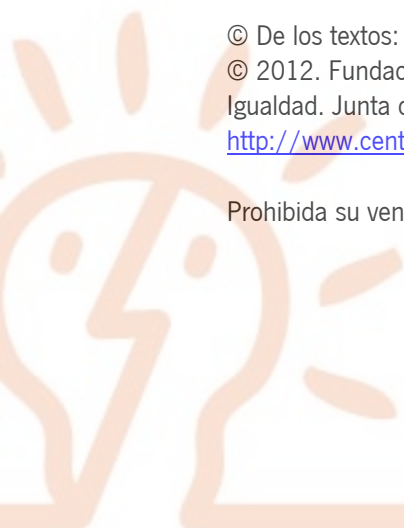 © De los textos:
© 2012. Fundac
Igualdad. Junta d
http://www.cent
Prohibida su ven